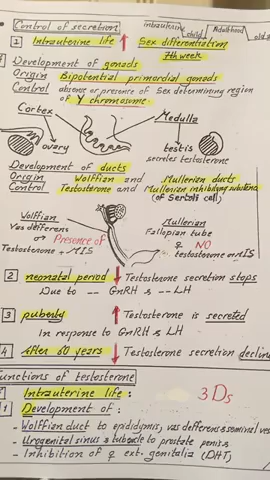 Control of secretion
intrauterine child Adulthood old
1 Intrauterine life ↑ Sex differentiation
7th week
Development of gonads
Origin Bipotential primordial gonads
Control absence or presence of Sex determining region
of Y chromosome
Cortex Medulla
ovary testis
secretes testosterone
Development of ducts
Origin Wolffian and Mullerian ducts
Control Testosterone and Mullerian inhibiting substance
(of Sertoli cell)
Wolffian Mullerian
Vas deferens Fallopian tube
♂ Presence of ♀ NO
Testosterone + MIS testosterone or MIS
2 neonatal period ↓ Testosterone secretion stops
Due to -- GnRH & -- LH
3 puberty ↑ Testosterone is secreted
In response to GnRH & LH
4 After 60 years ↓ Testosterone secretion decline
Functions of testosterone
Intrauterine life : 3 Ds
1 Development of :
- Wolffian duct to epididymis, vas deferens & seminal ves
- Urogenital sinus & tubercle to prostate penis,
- Inhibition of ♀ ext. genitalia (DHT),